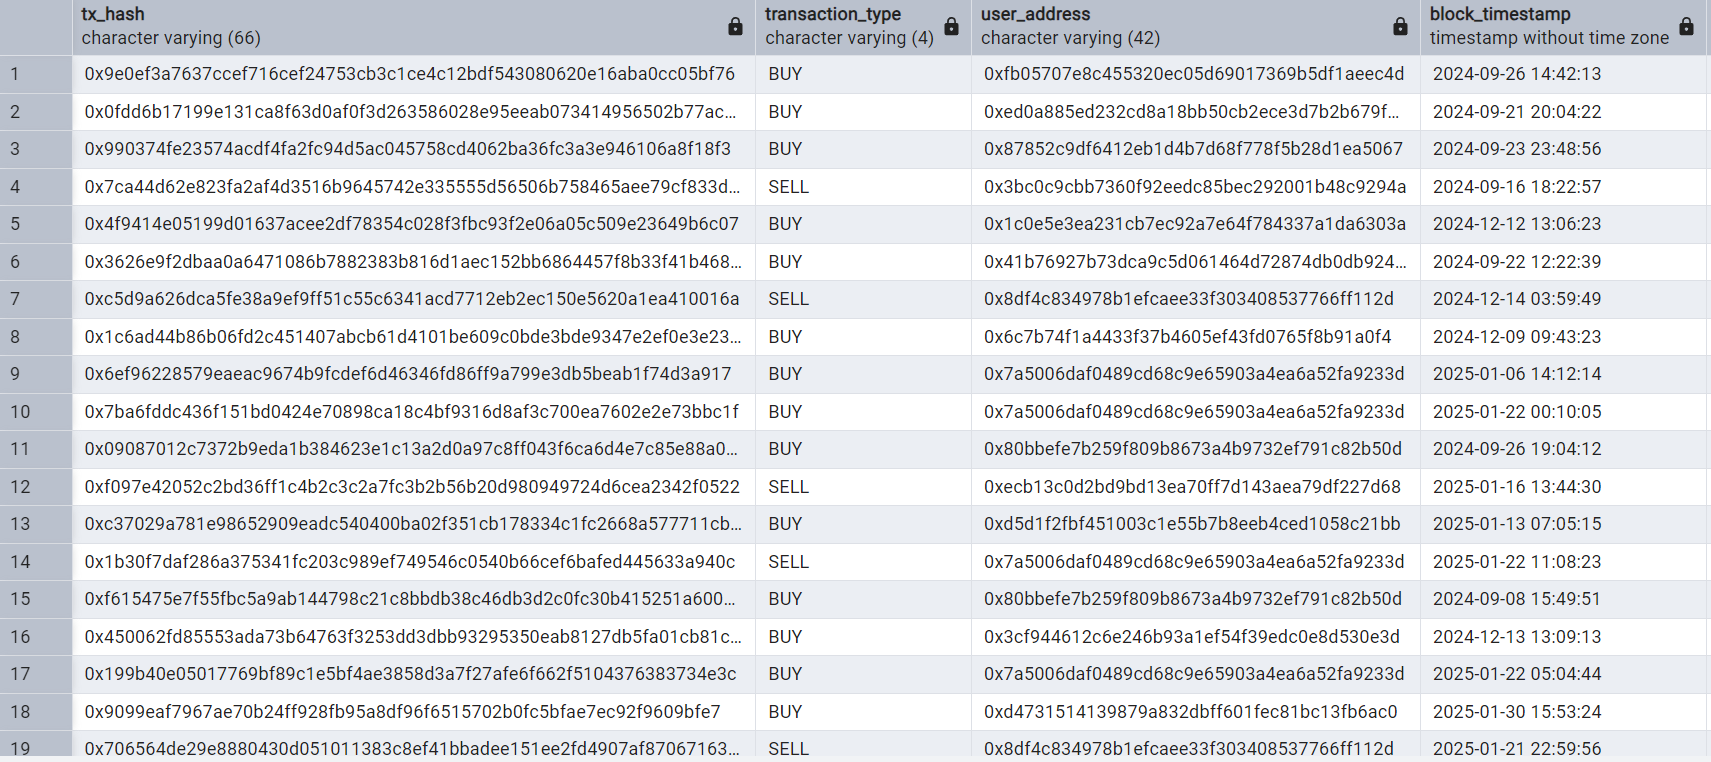 tx_hash transaction_type user_address block_timestamp
character varying (66) character varying (4) character varying (42) timestamp without time zone
1 0x9e0ef3a7637ccef716cef24753cb3c1ce4c12bdf543080620e16aba0cc05bf76 BUY 0xfb05707e8c455320ec05d69017369b5df1aeec4d 2024-09-26 14:42:13
2 0x0fdd6b17199e131ca8f63d0af0f3d263586028e95eeab073414956502b77ac… BUY 0xed0a885ed232cd8a18bb50cb2ece3d7b2b679f… 2024-09-21 20:04:22
3 0x990374fe23574acdf4fa2fc94d5ac045758cd4062ba36fc3a3e946106a8f18f3 BUY 0x87852c9df6412eb1d4b7d68f778f5b28d1ea5067 2024-09-23 23:48:56
4 0x7ca44d62e823fa2af4d3516b9645742e335555d56506b758465aee79cf833d… SELL 0x3bc0c9cbb7360f92eedc85bec292001b48c9294a 2024-09-16 18:22:57
5 0x4f9414e05199d01637acee2df78354c028f3fbc93f2e06a05c509e23649b6c07 BUY 0x1c0e5e3ea231cb7ec92a7e64f784337a1da6303a 2024-12-12 13:06:23
6 0x3626e9f2dbaa0a6471086b7882383b816d1aec152bb6864457f8b33f41b468… BUY 0x41b76927b73dca9c5d061464d72874db0db924… 2024-09-22 12:22:39
7 0xc5d9a626dca5fe38a9ef9ff51c55c6341acd7712eb2ec150e5620a1ea410016a SELL 0x8df4c834978b1efcaee33f303408537766ff112d 2024-12-14 03:59:49
8 0x1c6ad44b86b06fd2c451407abcb61d4101be609c0bde3bde9347e2ef0e3e23… BUY 0x6c7b74f1a4433f37b4605ef43fd0765f8b91a0f4 2024-12-09 09:43:23
9 0x6ef96228579eaeac9674b9fcdef6d46346fd86ff9a799e3db5beab1f74d3a917 BUY 0x7a5006daf0489cd68c9e65903a4ea6a52fa9233d 2025-01-06 14:12:14
10 0x7ba6fddc436f151bd0424e70898ca18c4bf9316d8af3c700ea7602e2e73bbc1f BUY 0x7a5006daf0489cd68c9e65903a4ea6a52fa9233d 2025-01-22 00:10:05
11 0x09087012c7372b9eda1b384623e1c13a2d0a97c8ff043f6ca6d4e7c85e88a0… BUY 0x80bbefe7b259f809b8673a4b9732ef791c82b50d 2024-09-26 19:04:12
12 0xf097e42052c2bd36ff1c4b2c3c2a7fc3b2b56b20d980949724d6cea2342f0522 SELL 0xecb13c0d2bd9bd13ea70ff7d143aea79df227d68 2025-01-16 13:44:30
13 0xc37029a781e98652909eadc540400ba02f351cb178334c1fc2668a577711cb… BUY 0xd5d1f2fbf451003c1e55b7b8eeb4ced1058c21bb 2025-01-13 07:05:15
14 0x1b30f7daf286a375341fc203c989ef749546c0540b66cef6bafed445633a940c SELL 0x7a5006daf0489cd68c9e65903a4ea6a52fa9233d 2025-01-22 11:08:23
15 0xf615475e7f55fbc5a9ab144798c21c8bbdb38c46db3d2c0fc30b415251a600… BUY 0x80bbefe7b259f809b8673a4b9732ef791c82b50d 2024-09-08 15:49:51
16 0x450062fd85553ada73b64763f3253dd3dbb93295350eab8127db5fa01cb81c… BUY 0x3cf944612c6e246b93a1ef54f39edc0e8d530e3d 2024-12-13 13:09:13
17 0x199b40e05017769bf89c1e5bf4ae3858d3a7f27afe6f662f5104376383734e3c BUY 0x7a5006daf0489cd68c9e65903a4ea6a52fa9233d 2025-01-22 05:04:44
18 0x9099eaf7967ae70b24ff928fb95a8df96f6515702b0fc5bfae7ec92f9609bfe7 BUY 0xd4731514139879a832dbff601fec81bc13fb6ac0 2025-01-30 15:53:24
19 0x706564de29e8880430d051011383c8ef41bbadee151ee2fd4907af87067163… SELL 0x8df4c834978b1efcaee33f303408537766ff112d 2025-01-21 22:59:56